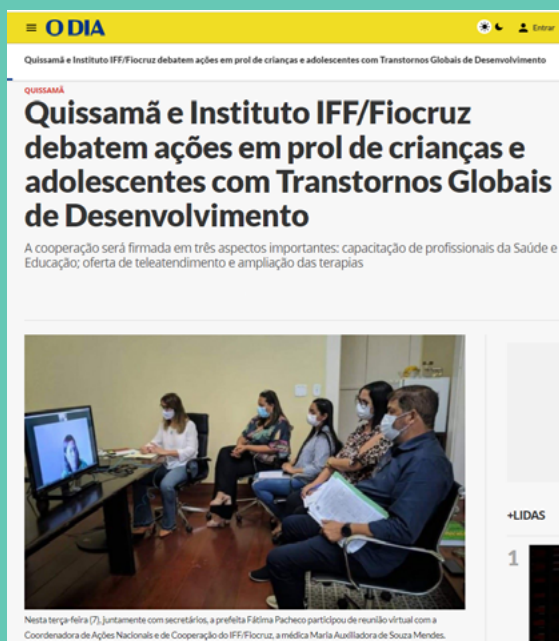 O DIA
Entrar
Quissamã e Instituto IFF/Fiocruz debatem ações em prol de crianças e adolescentes com Transtornos Globais de Desenvolvimento
QUISSAMÃ
Quissamã e Instituto IFF/Fiocruz
debatem ações em prol de crianças e
adolescentes com Transtornos Globais
de Desenvolvimento
A cooperação será firmada em três aspectos importantes: capacitação de profissionais da Saúde e
Educação; oferta de teleatendimento e ampliação das terapias
+LIDAS
1
Nesta terça-feira (7), juntamente com secretários, a prefeita Fátima Pacheco participou de reunião virtual com a
Coordenadora de Ações Nacionais e de Cooperação do IFF/Fiocruz, a médica Maria Auxiliadora de Souza Mendes.